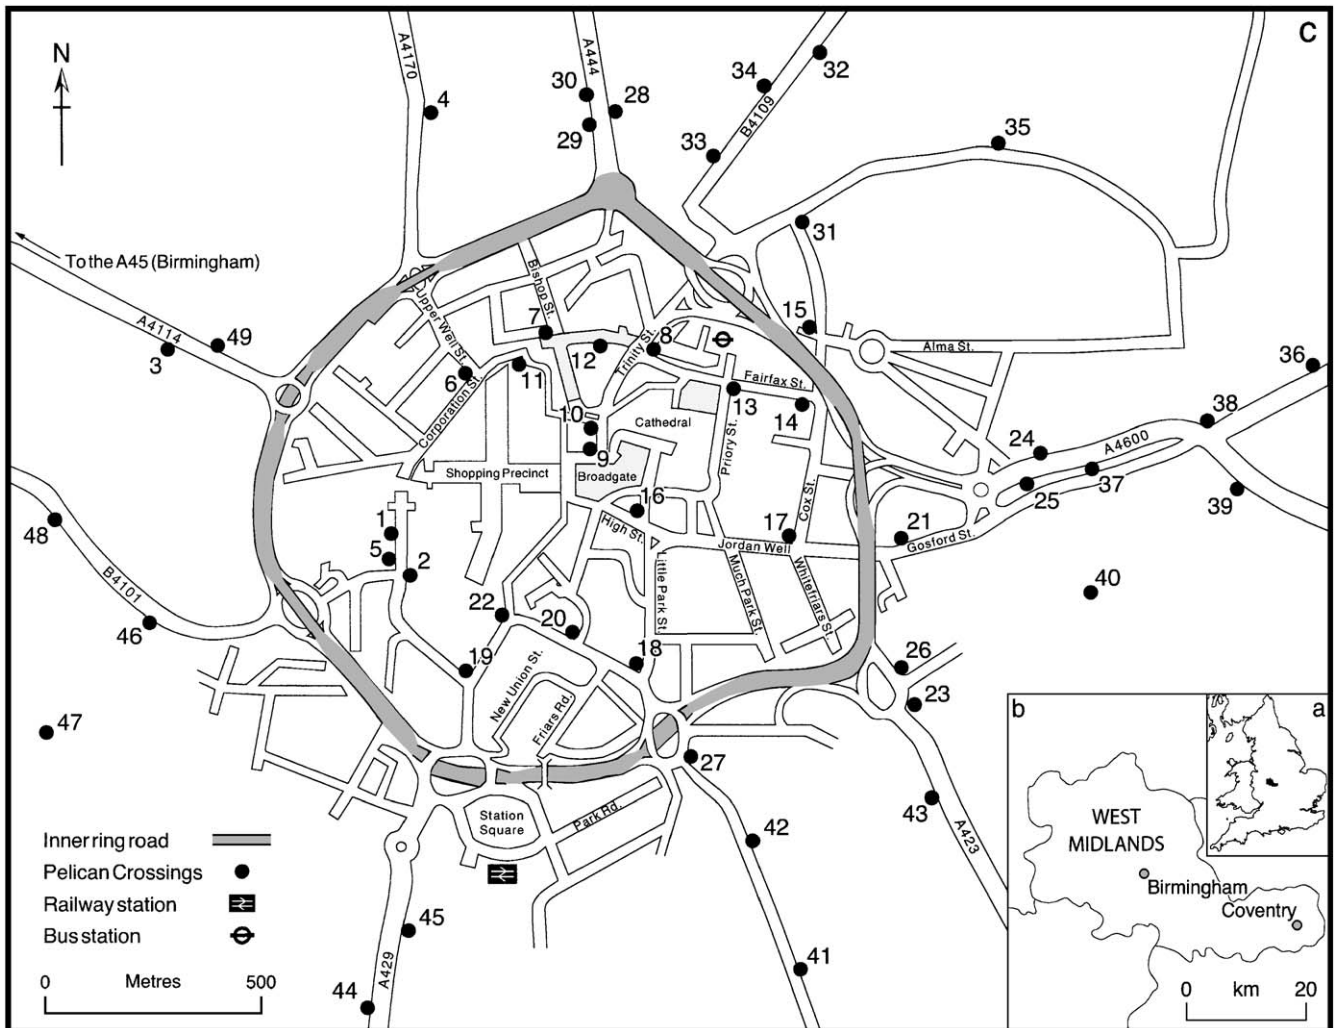 C
N
A4170
4
A444
30
28
29
34
32
B4109
33
35
31
To the A45 (Birmingham)
A4114
49
3
Upper Well St.
Bishop St.
7
12
Trinity St.
8
15
Alma St.
36
6
11
Corporation St.
Fairfax St.
13
14
38
10
Cathedral
Priory St.
24
A4600
9
Shopping Precinct
Broadgate
25
37
39
16
Cox St.
48
1
High St.
17
21
5
Jordan Well
Gosford St.
2
Little Park St.
Much Park St.
Whitefriars St.
40
B4101
46
22
20
19
18
26
New Union St.
23
Friars Rd.
47
27
b
a
43
A423
Station
Square
Park Rd.
42
WEST
MIDLANDS
Inner ring road
Pelican Crossings
Birmingham
Railway station
Coventry
Bus station
45
Metres
0 500
A429
44
41
km
0 20